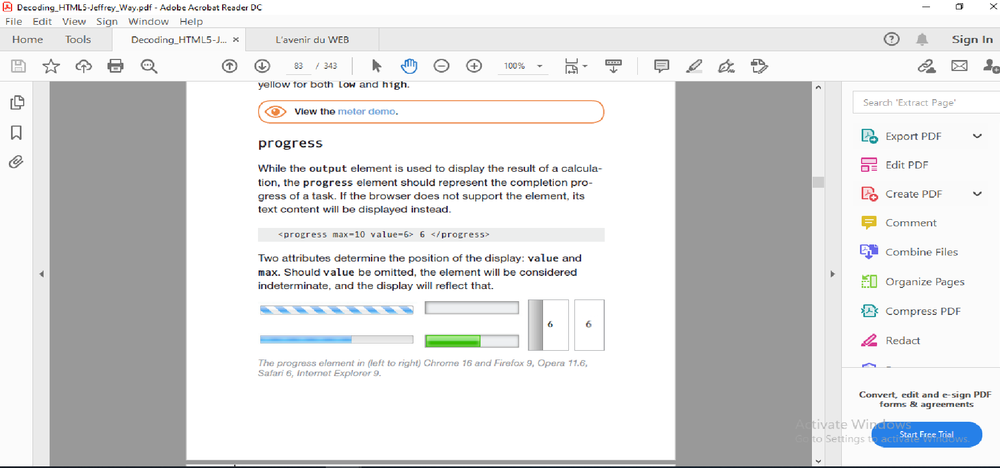 Decoding_HTML5-Jeffrey_Way.pdf - Adobe Acrobat Reader DC
File Edit View Sign Window Help
Home Tools Decoding_HTML5-J... × L'avenir du WEB Sign In
83 / 343 100%
yellow for both low and high.
View the meter demo.
progress
While the output element is used to display the result of a calcula-
tion, the progress element should represent the completion pro-
gress of a task. If the browser does not support the element, its
text content will be displayed instead.
<progress max=10 value=6> 6 </progress>
Two attributes determine the position of the display: value and
max. Should value be omitted, the element will be considered
indeterminate, and the display will reflect that.
6 6
The progress element in (left to right) Chrome 16 and Firefox 9, Opera 11.6,
Safari 6, Internet Explorer 9.
Search 'Extract Page'
Export PDF
Edit PDF
Create PDF
Comment
Combine Files
Organize Pages
Compress PDF
Redact
Convert, edit and e-sign PDF
forms & agreements
Start Free Trial
Activate Windows
Go to Settings to activate Windows.